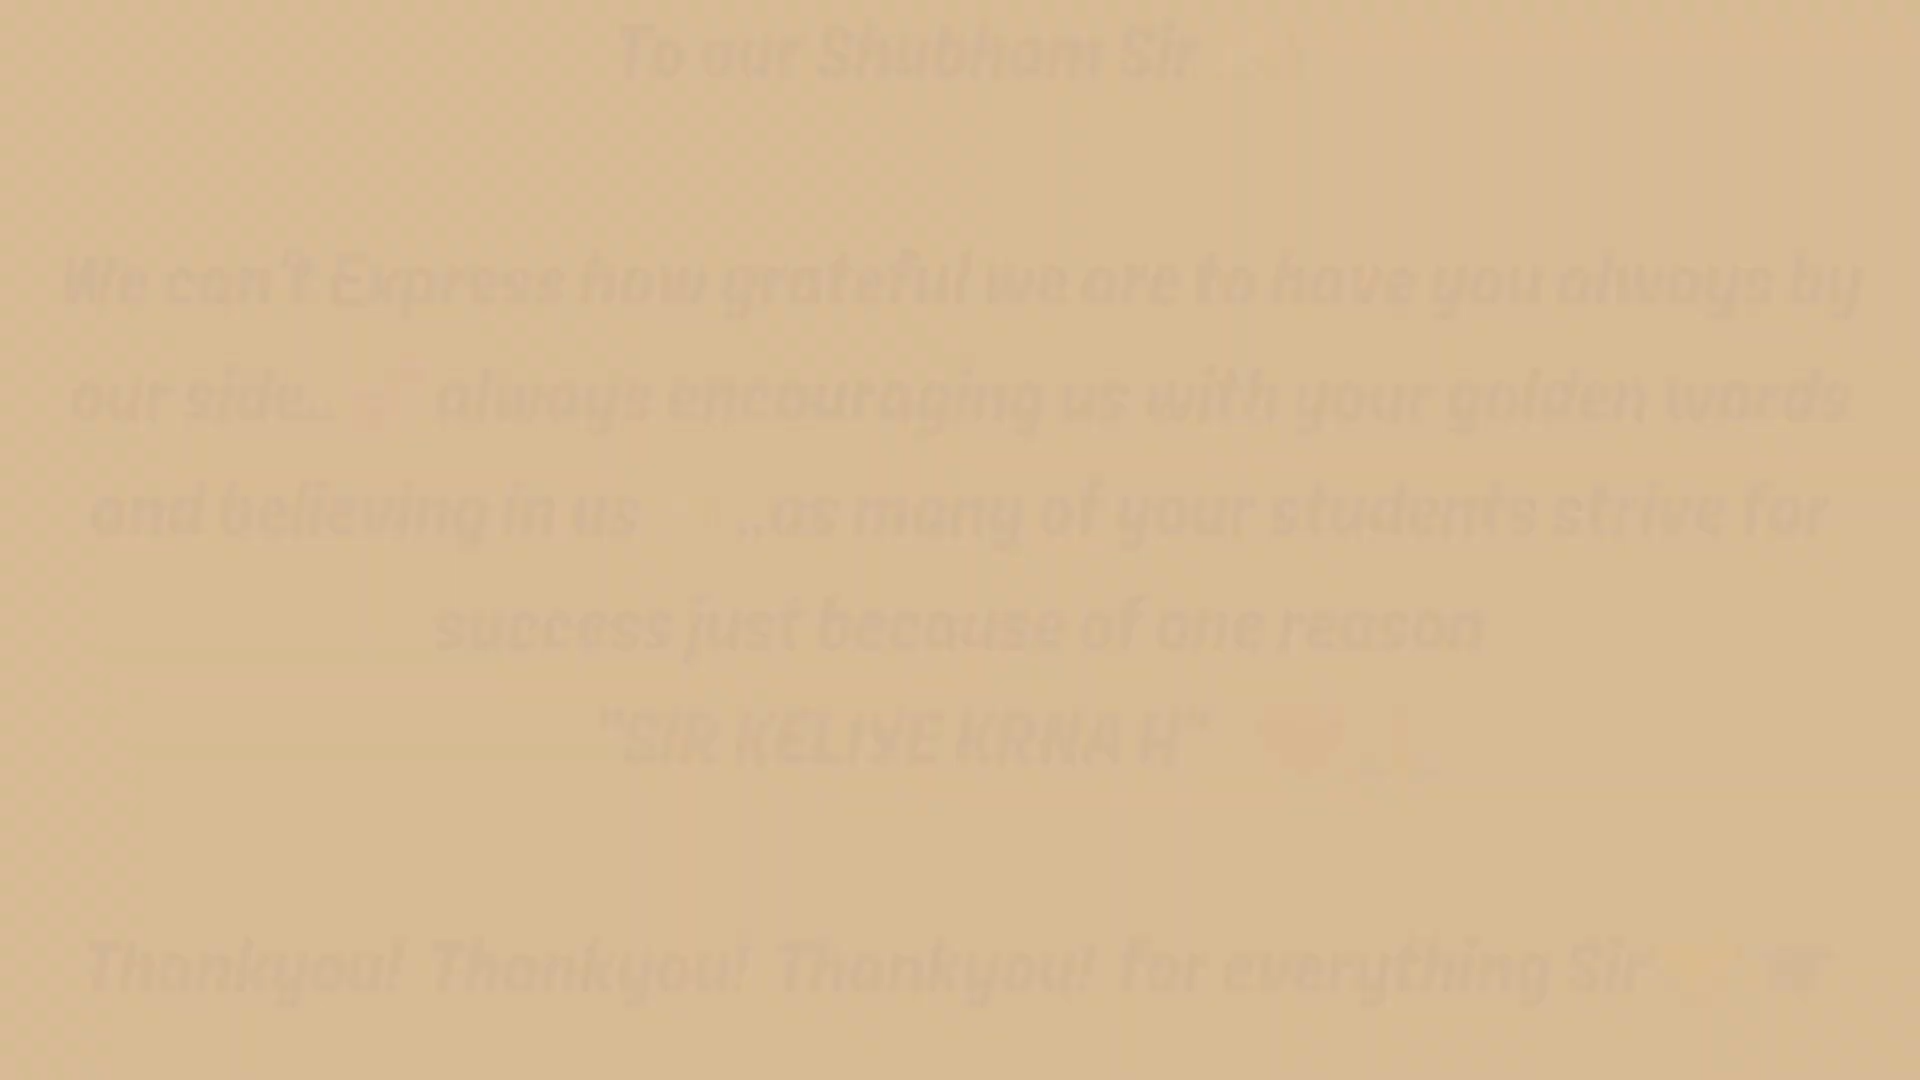 To our Shubham Sir
We can't Express how grateful we are to have you always by
our side.. always encouraging us with your golden words
and believing in us ,,as many of your students strive for
success just because of one reason
"SIR KELIYE KRNA H"
Thankyou! Thankyou! Thankyou! for everything Sir